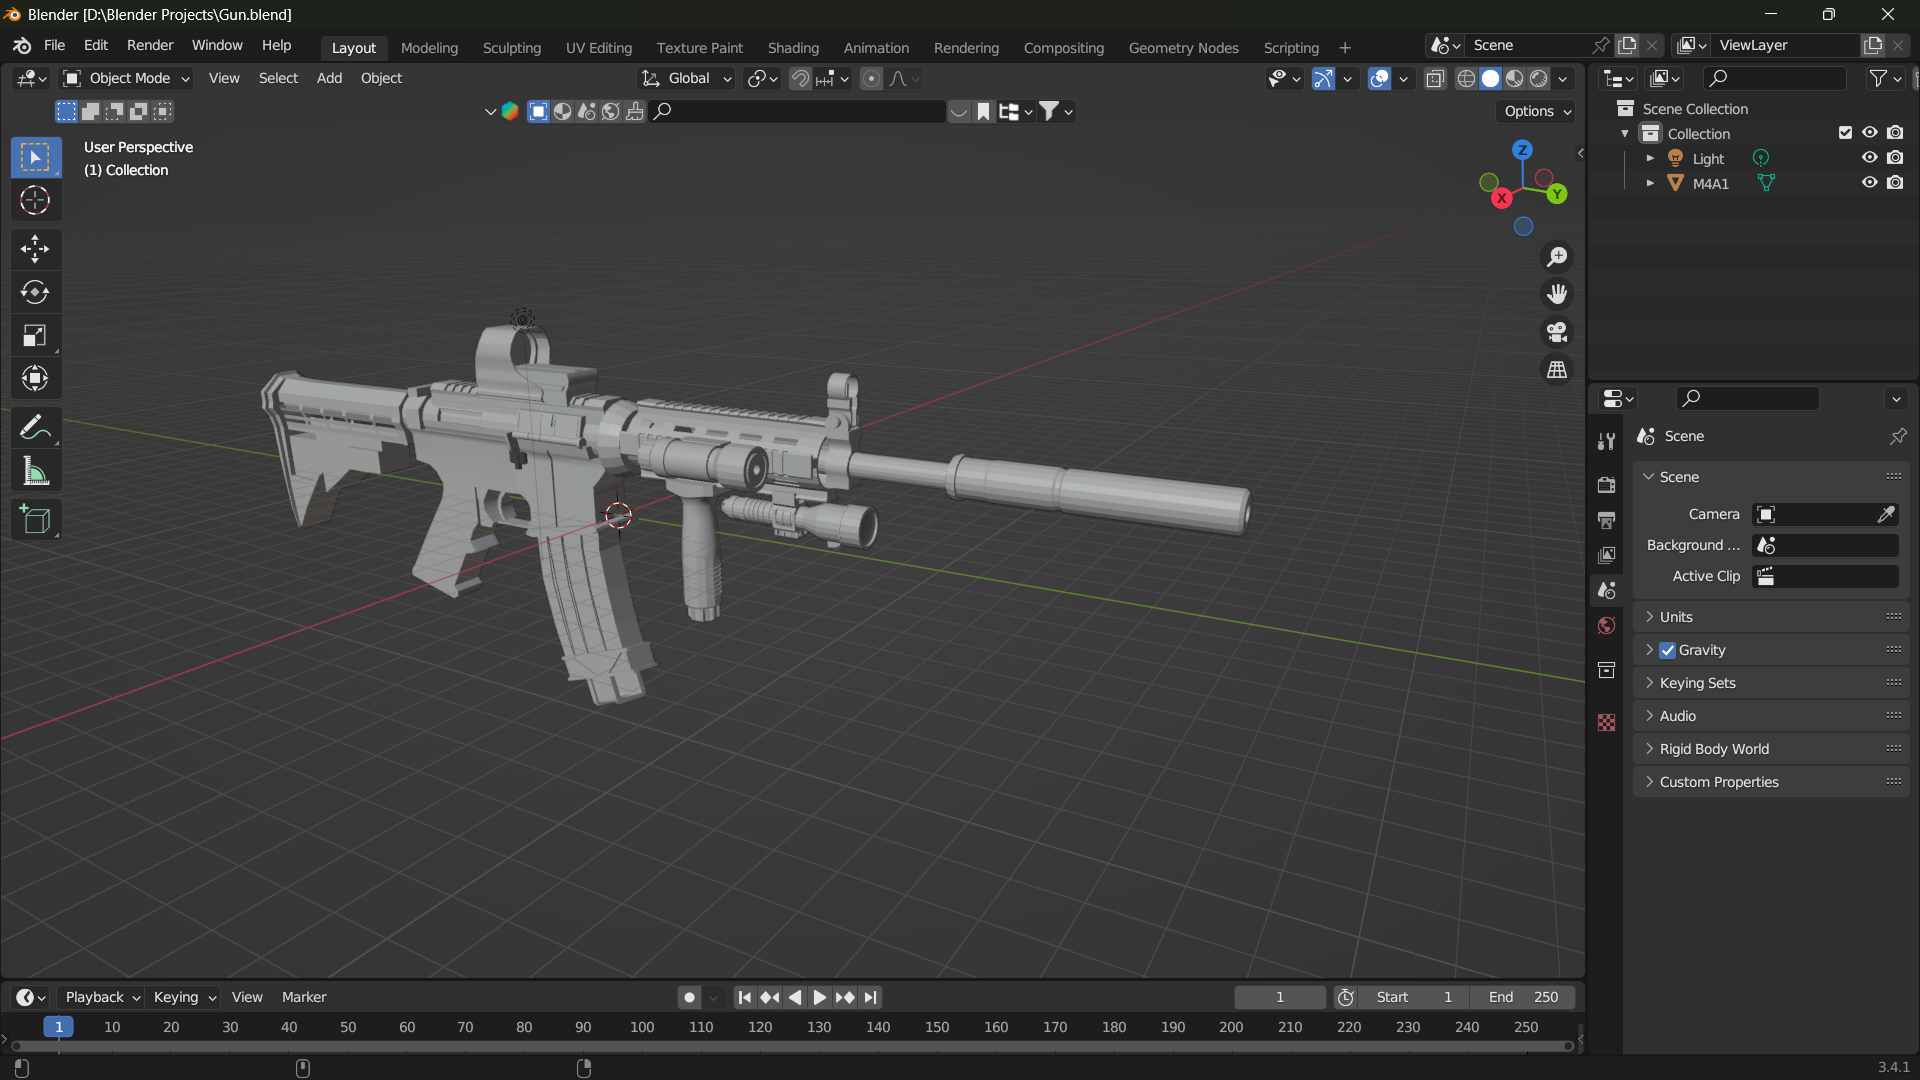 Blender [D:\Blender Projects\Gun.blend]
File Edit Render Window Help
Layout Modeling Sculpting UV Editing Texture Paint Shading Animation Rendering Compositing Geometry Nodes Scripting +
Scene
ViewLayer
Object Mode View Select Add Object
Global
Options
User Perspective
(1) Collection
Z
Y
X
Scene Collection
Collection
Light
M4A1
Scene
Scene
Camera
Background ...
Active Clip
Units
Gravity
Keying Sets
Audio
Rigid Body World
Custom Properties
Playback Keying View Marker
1
Start 1
End 250
1 10 20 30 40 50 60 70 80 90 100 110 120 130 140 150 160 170 180 190 200 210 220 230 240 250
3.4.1